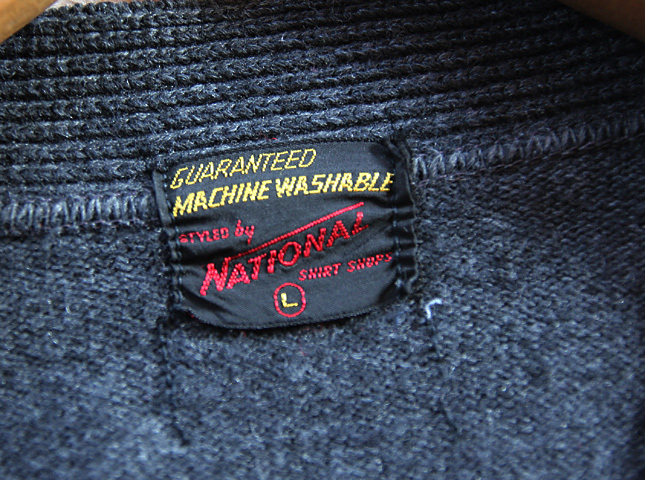 GUARANTEED
MACHINE WASHABLE
STYLED by
NATIONAL
SHIRT SHOPS
L